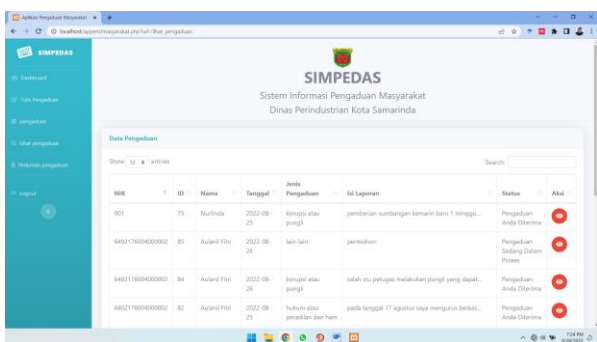 Aplikasi Pengaduan Masyarakat
localhost/appem/masyarakat.php?url=lihat_pengaduan
SIMPEDAS
Dashboard
Tulis Pengaduan
pengaduan
Lihat pengaduan
Pedoman pengaduan
Logout
SIMPEDAS
Sistem Informasi Pengaduan Masyarakat
Dinas Perindustrian Kota Samarinda
Data Pengaduan
Show 10 entries
Search:
NIK ID Nama Tanggal Jenis Pengaduan Isi Laporan Status Aksi
001 75 Nurlinda 2022-08-25 korupsi atau pungli pemberian sumbangan kemarin baru 1 minggu... Pengaduan Anda Diterima
6402176004000002 85 Aulanil Fitri 2022-08-26 lain-lain permohon Pengaduan Sedang Dalam Proses
6402176004000002 84 Aulanil Fitri 2022-08-26 korupsi atau pungli salah stu petugas melakukan pungli yang dapat... Pengaduan Anda Diterima
6402176004000002 82 Aulanil Fitri 2022-08-25 hukum atau peradilan dan ham pada tanggal 17 agustus saya mengurus berkas... Pengaduan Anda Diterima
7:24 PM